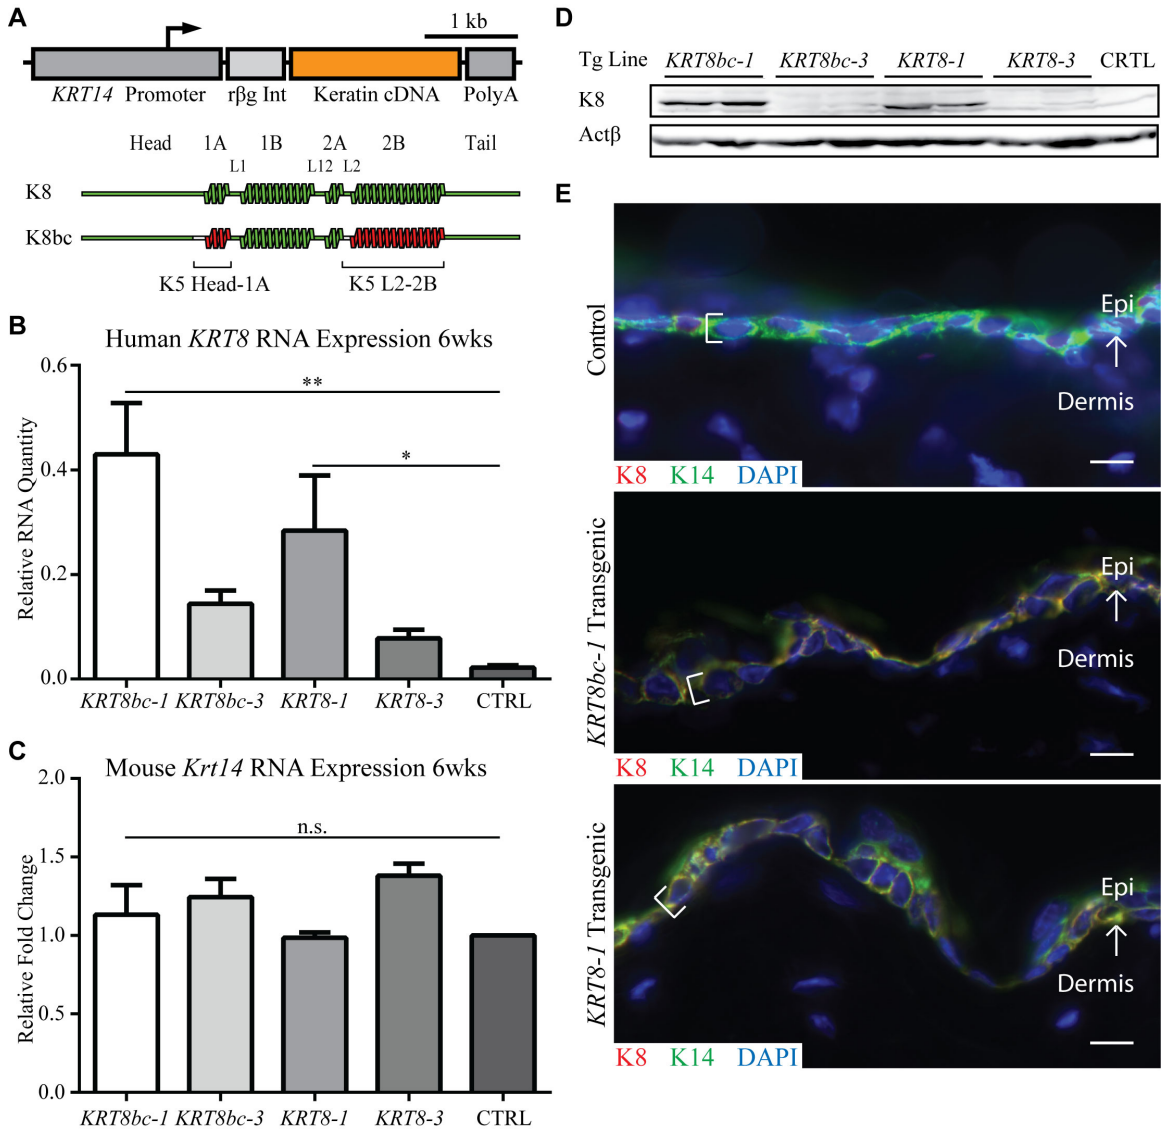 A
1 kb
KRT14 Promoter
rβg Int
Keratin cDNA
PolyA
Head 1A 1B 2A 2B Tail
L1 L12 L2
K8
K8bc
K5 Head-1A
K5 L2-2B
B
Human KRT8 RNA Expression 6wks
Relative RNA Quantity
0.6
0.4
0.2
0.0
**
*
KRT8bc-1 KRT8bc-3 KRT8-1 KRT8-3 CTRL
C
Mouse Krt14 RNA Expression 6wks
Relative Fold Change
2.0
1.5
1.0
0.5
0.0
n.s.
KRT8bc-1 KRT8bc-3 KRT8-1 KRT8-3 CTRL
D
Tg Line KRT8bc-1 KRT8bc-3 KRT8-1 KRT8-3 CRTL
K8
Actβ
E
Control
Epi
Dermis
K8 K14 DAPI
KRT8bc-1 Transgenic
Epi
Dermis
K8 K14 DAPI
KRT8-1 Transgenic
Epi
Dermis
K8 K14 DAPI